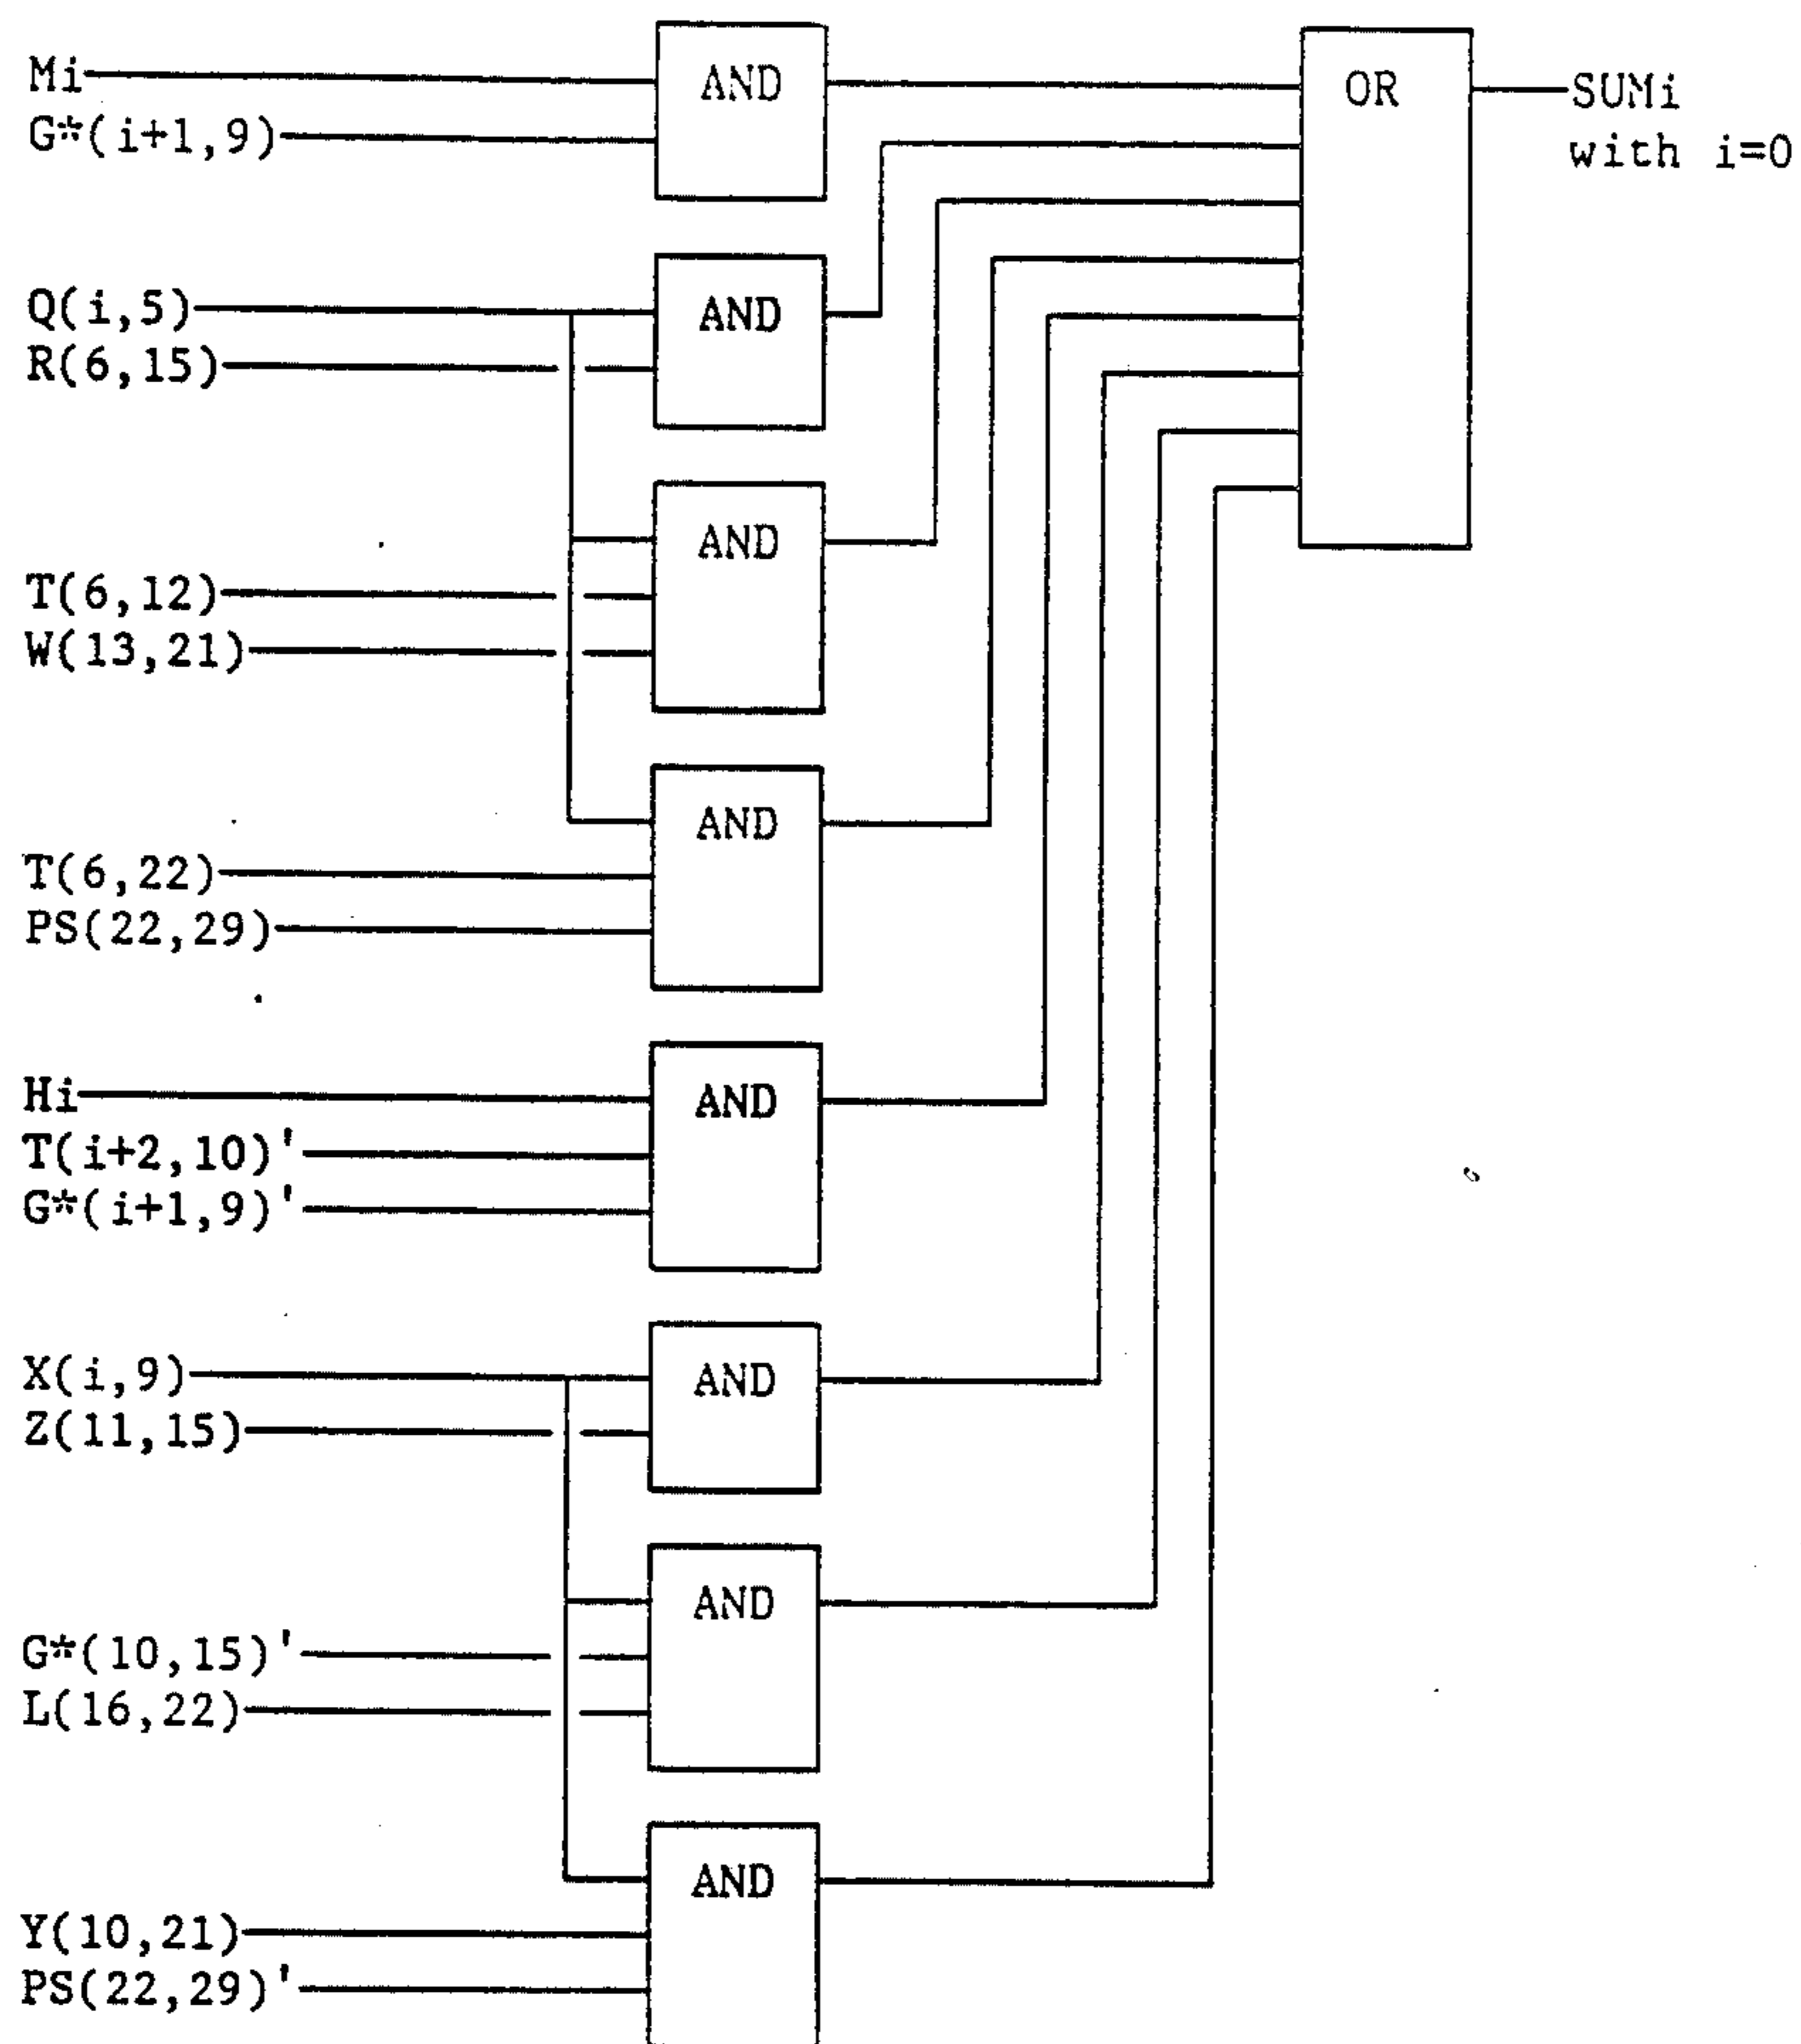 Mi
AND
OR
SUMi
G*(i+1,9)
with i=0
Q(i,5)
AND
R(6,15)
AND
T(6,12)
W(13,21)
AND
T(6,22)
PS(22,29)
Hi
AND
T(i+2,10)'
G*(i+1,9)'
X(i,9)
AND
Z(11,15)
AND
G*(10,15)'
L(16,22)
AND
Y(10,21)
PS(22,29)'